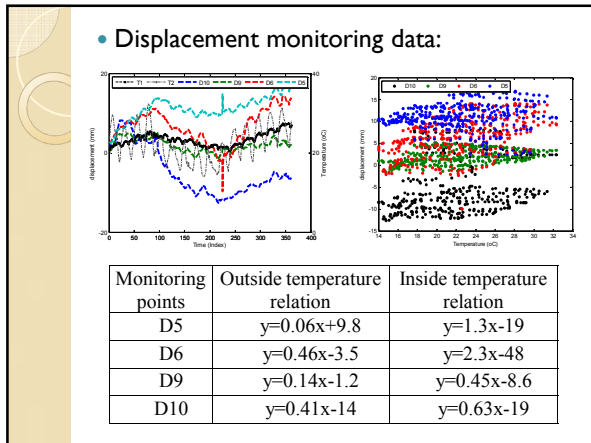 • Displacement monitoring data:
T1 T2 D10 D9 D6 D5
20
0
-20
displacement (mm)
40
20
0
Temperature (oC)
0 50 100 150 200 250 300 350 400
Time (Index)
D10 D9 D6 D5
20
15
10
5
0
-5
-10
-15
displacement (mm)
14 16 18 20 22 24 26 28 30 32 34
Temperature (oC)
Monitoring points Outside temperature relation Inside temperature relation
D5 y=0.06x+9.8 y=1.3x-19
D6 y=0.46x-3.5 y=2.3x-48
D9 y=0.14x-1.2 y=0.45x-8.6
D10 y=0.41x-14 y=0.63x-19